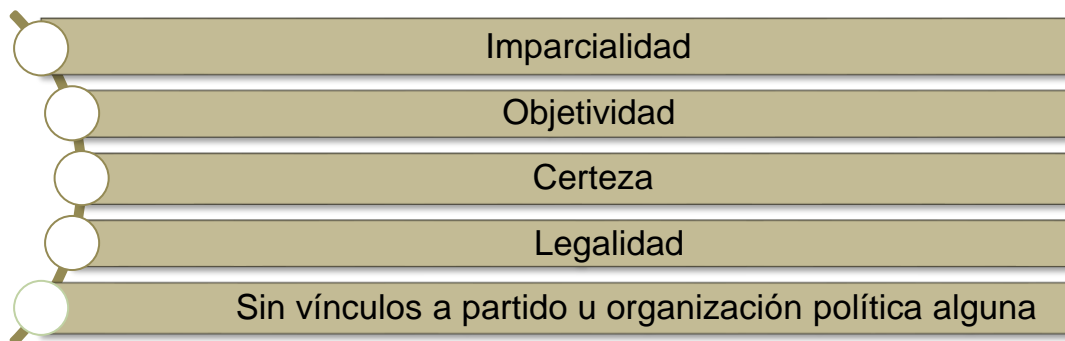 Imparcialidad
Objetividad
Certeza
Legalidad
Sin vínculos a partido u organización política alguna